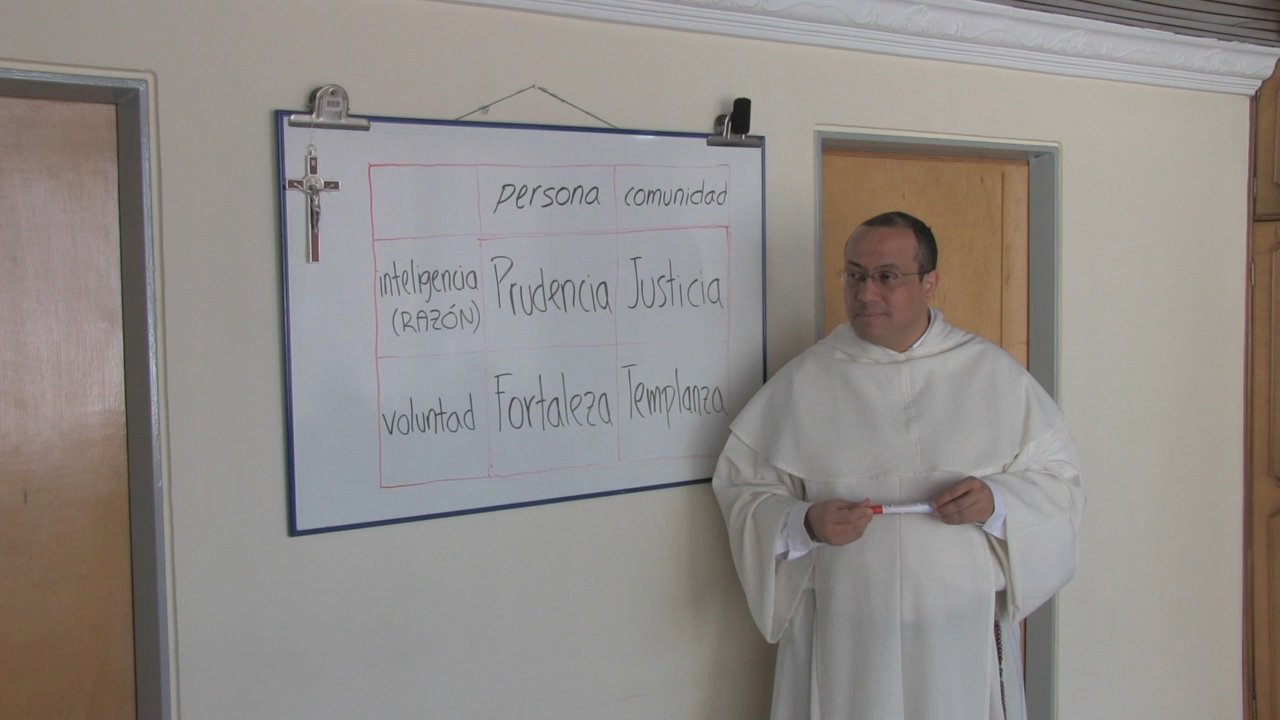 persona comunidad
inteligencia Prudencia Justicia
(RAZÓN)
voluntad Fortaleza Templanza